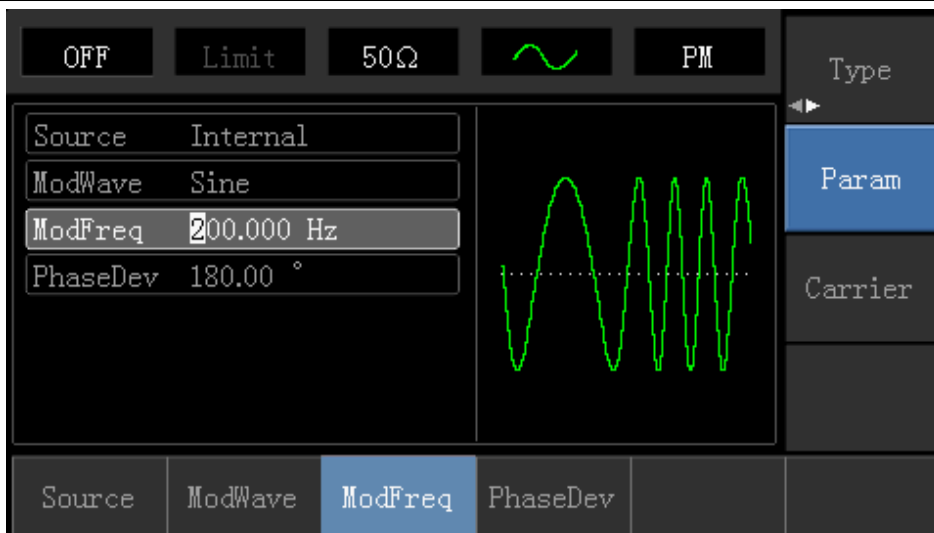 OFF Limit 50Ω PM
Type
Source Internal
ModWave Sine
ModFreq 200.000 Hz
PhaseDev 180.00 °
Param
Carrier
Source ModWave ModFreq PhaseDev